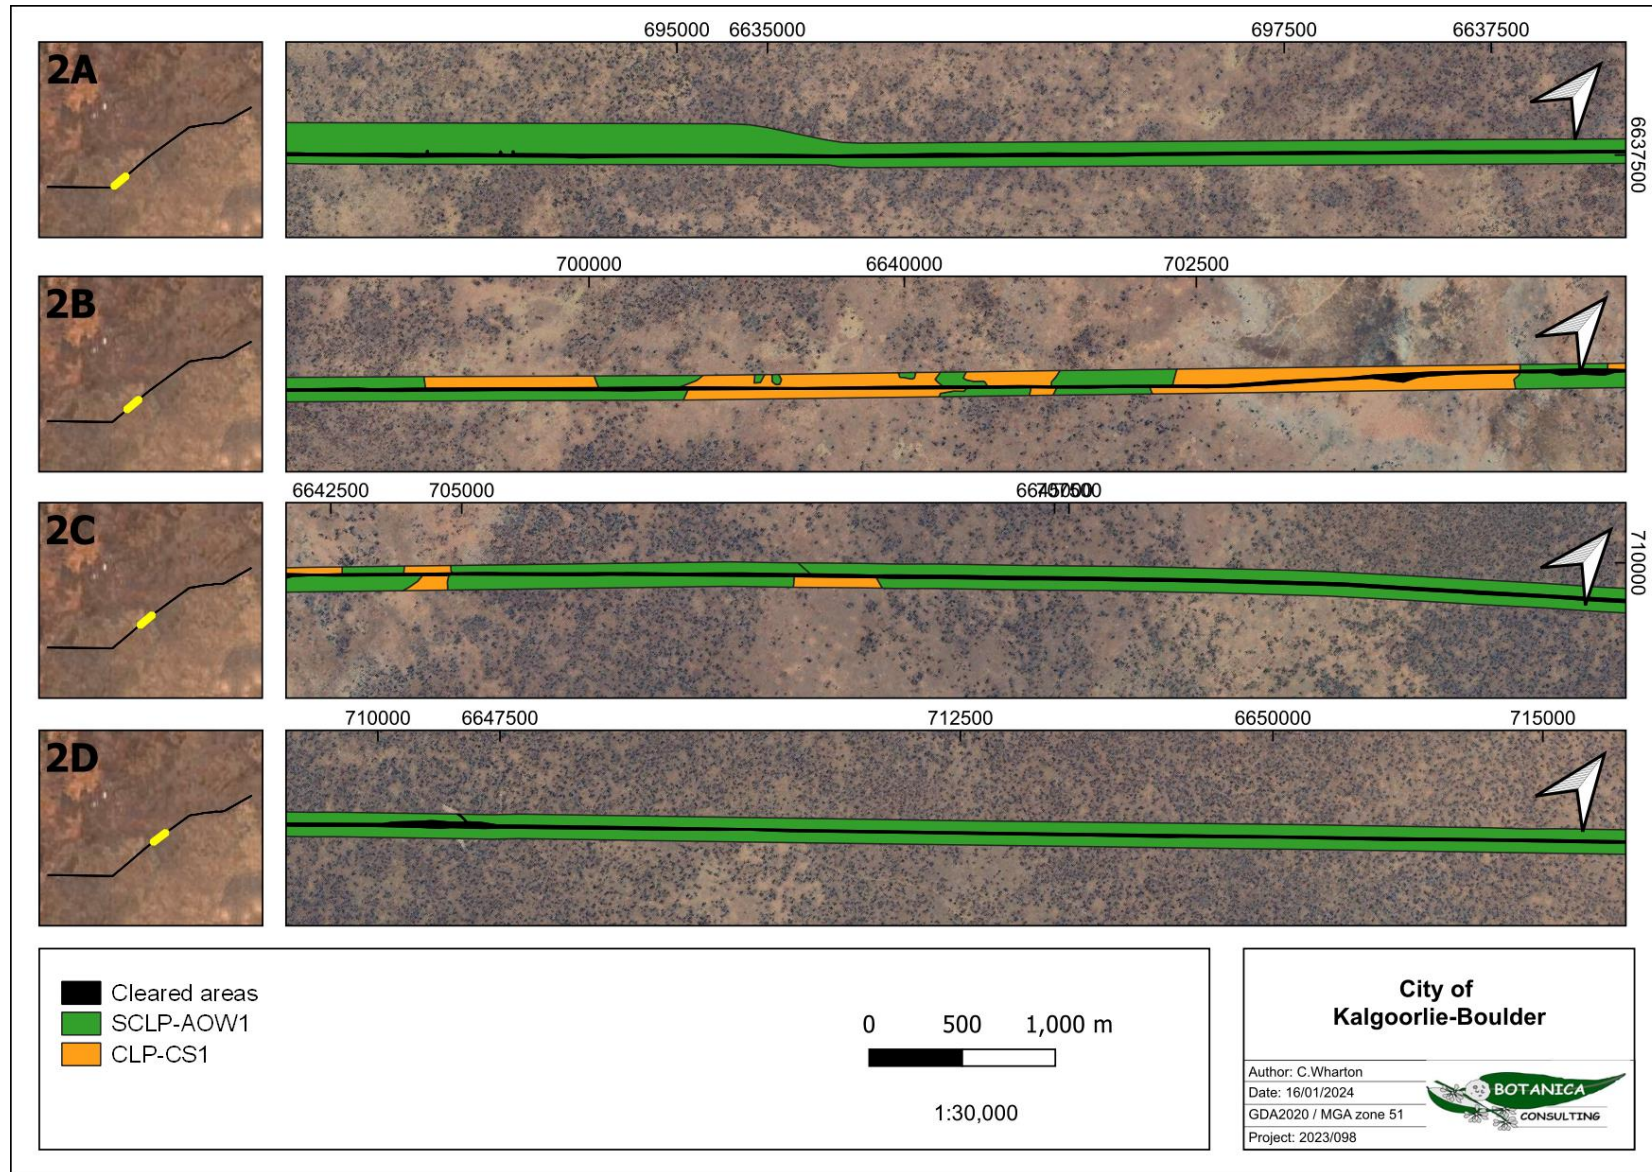 695000 6635000 697500 6637500
2A
6637500
700000 6640000 702500
2B
6642500 705000
2C
7100000
710000 6647500 712500 6650000 715000
2D
Cleared areas
SCLP-AOW1
CLP-CS1
0 500 1,000 m
1:30,000
City of
Kalgoorlie-Boulder
Author: C.Wharton
Date: 16/01/2024
GDA2020 / MGA zone 51
Project: 2023/098
BOTANICA
CONSULTING